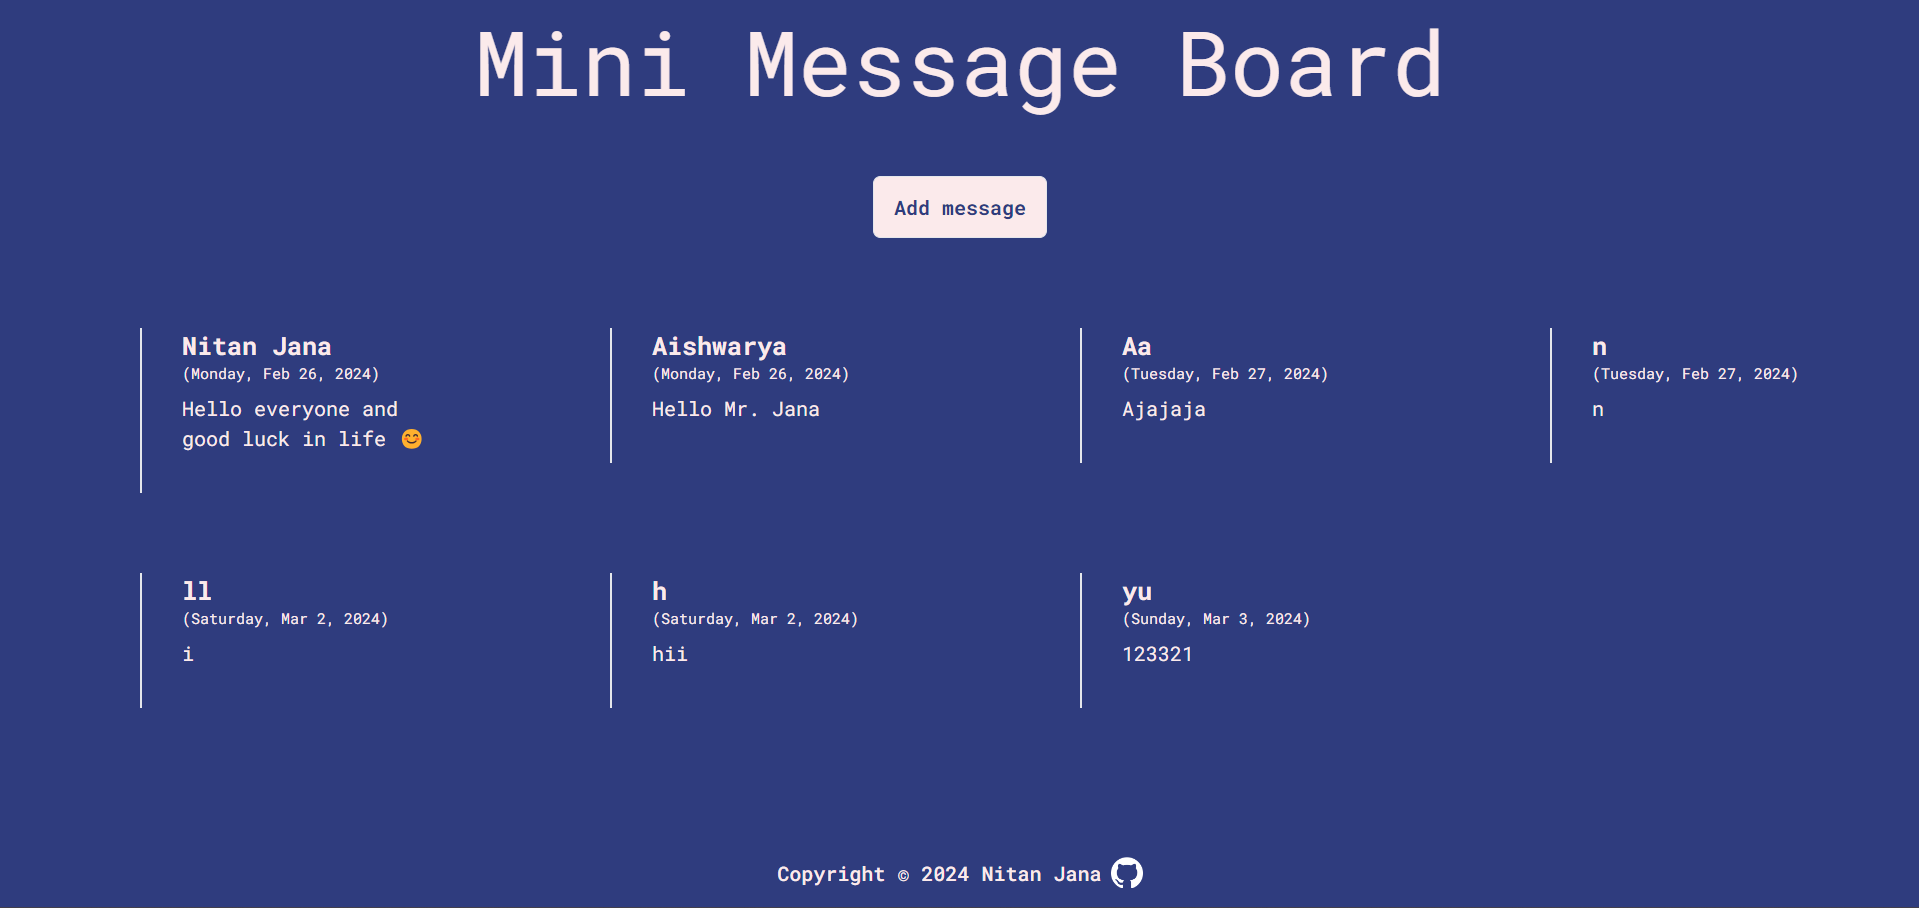 Mini Message Board
Add message
Nitan Jana
(Monday, Feb 26, 2024)
Hello everyone and
good luck in life 😊
Aishwarya
(Monday, Feb 26, 2024)
Hello Mr. Jana
Aa
(Tuesday, Feb 27, 2024)
Ajajaja
n
(Tuesday, Feb 27, 2024)
n
ll
(Saturday, Mar 2, 2024)
i
h
(Saturday, Mar 2, 2024)
hii
yu
(Sunday, Mar 3, 2024)
123321
Copyright © 2024 Nitan Jana